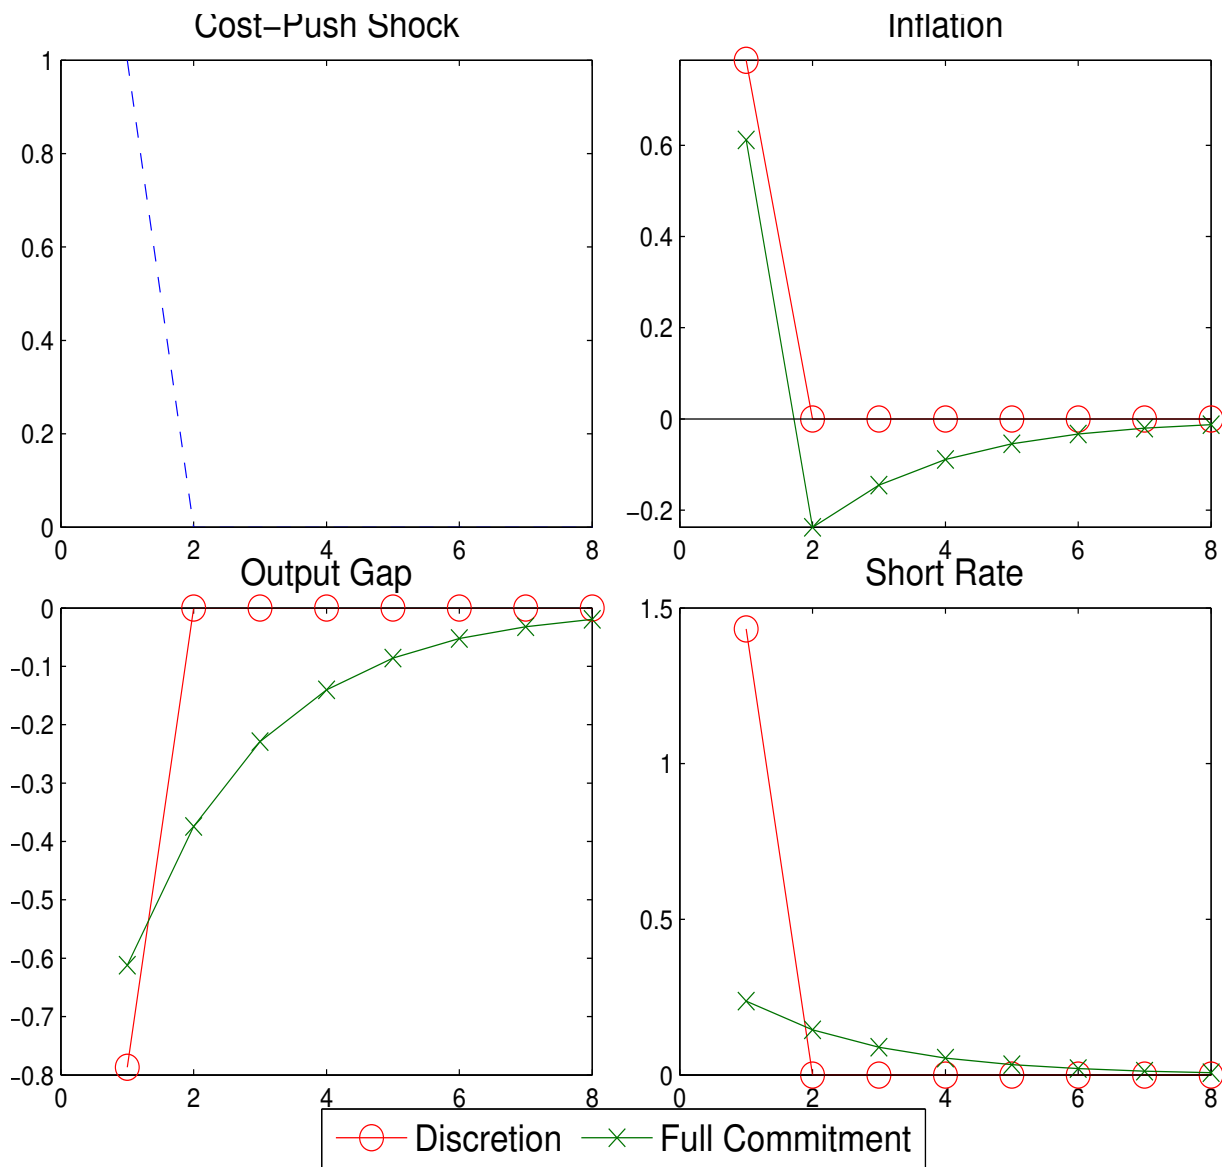 Cost−Push Shock
1
0.8
0.6
0.4
0.2
0
0 2 4 6 8
Inflation
0.6
0.4
0.2
0
−0.2
0 2 4 6 8
Output Gap
0
−0.1
−0.2
−0.3
−0.4
−0.5
−0.6
−0.7
−0.8
0 2 4 6 8
Short Rate
1.5
1
0.5
0
0 2 4 6 8
Discretion Full Commitment